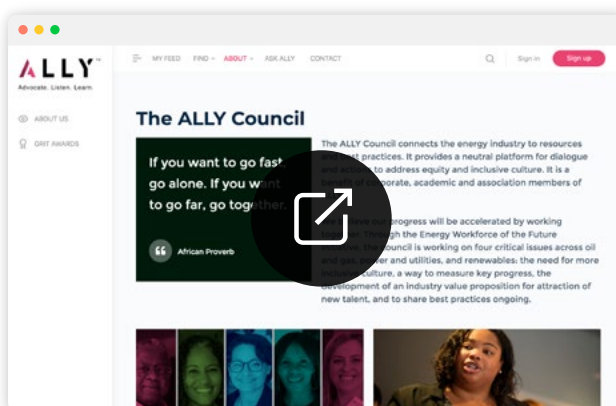 ALLY™
Advocate. Listen. Learn.
MY FEED FIND ABOUT ASK ALLY CONTACT
Sign in Sign up
ABOUT US
GRIT AWARDS
The ALLY Council
If you want to go fast,
go alone. If you want
to go far, go together.
African Proverb
The ALLY Council connects the energy industry to resources
and best practices. It provides a neutral platform for dialogue
and actions to address equity and inclusive culture. It is a
benefit of corporate, academic and association members of
our progress will be accelerated by working
together. Through the Energy Workforce of the Future
the Council is working on four critical issues across oil
and gas, power and utilities, and renewables: the need for more
inclusive culture, a way to measure key progress, the
development of an industry value proposition for attraction of
new talent, and to share best practices ongoing.